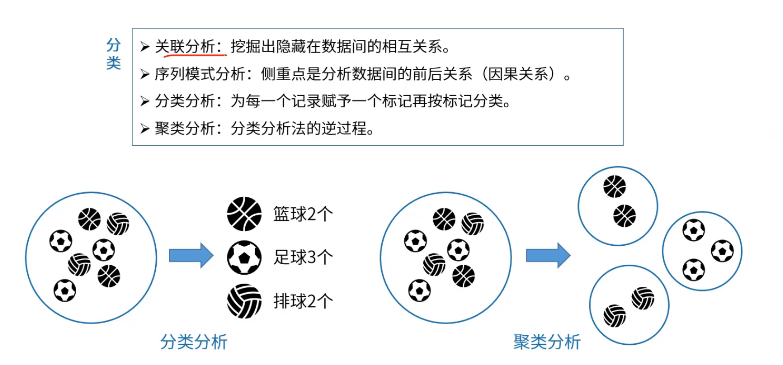 分类
➢ 关联分析：挖掘出隐藏在数据间的相互关系。
➢ 序列模式分析：侧重点是分析数据间的前后关系（因果关系）。
➢ 分类分析：为每一个记录赋予一个标记再按标记分类。
➢ 聚类分析：分类分析法的逆过程。
篮球2个
足球3个
排球2个
分类分析
聚类分析